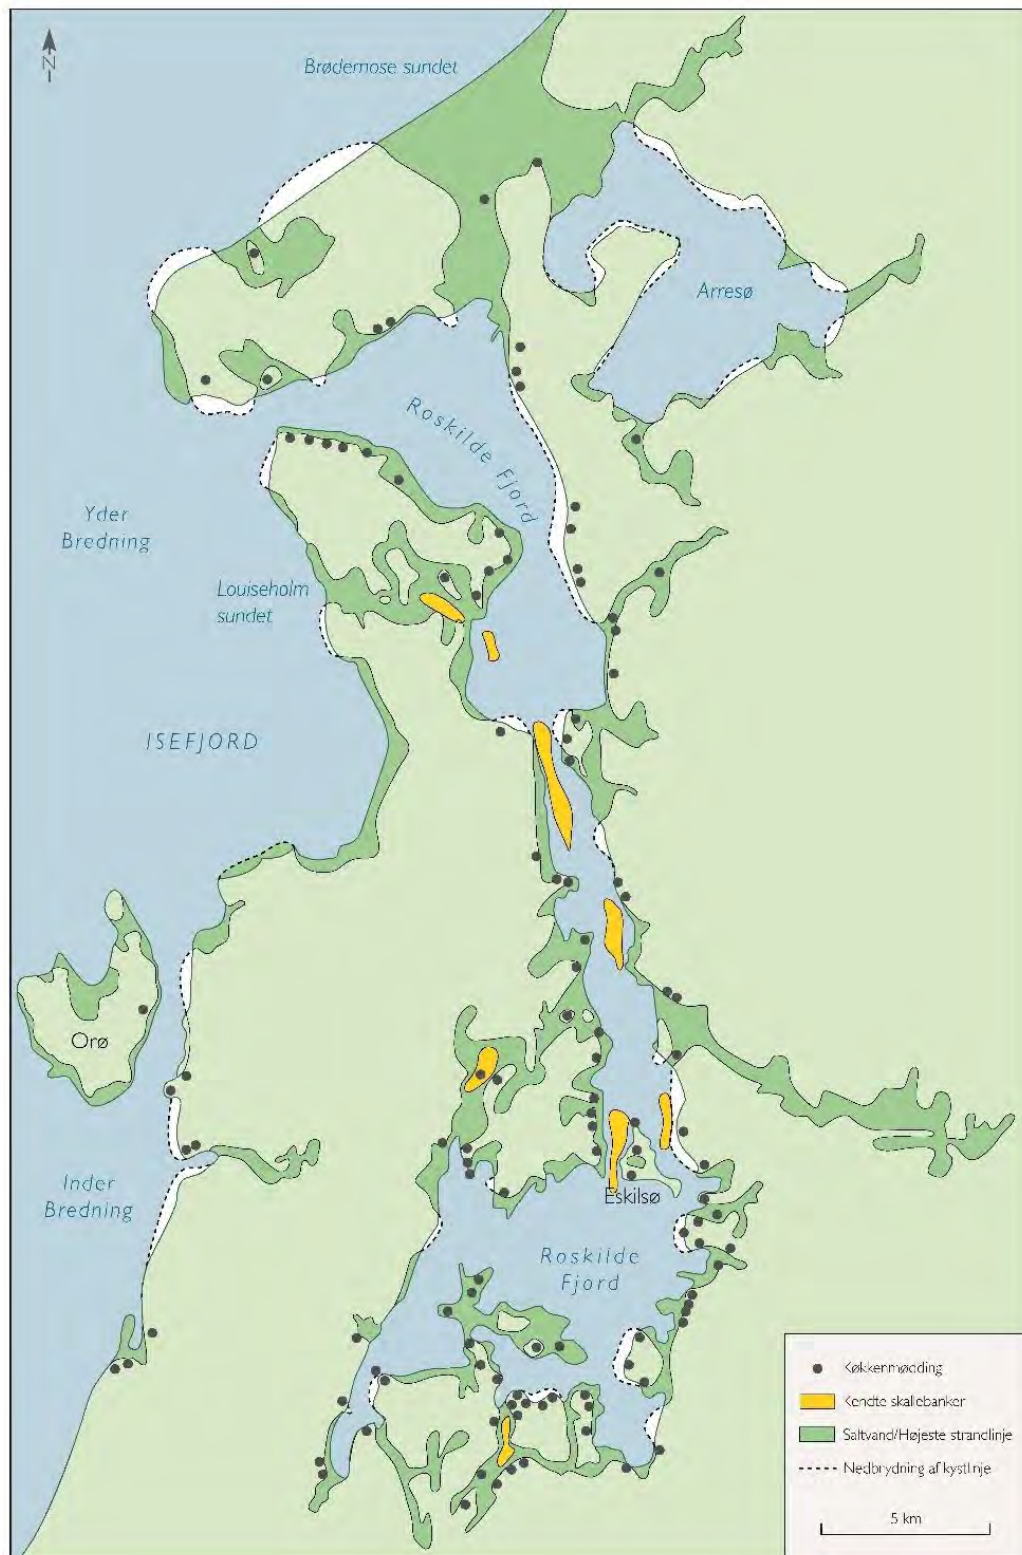 N
Brødemose sundet
Arresø
Roskilde Fjord
Yder
Bredning
Louiseholm
sundet
ISEFJORD
Orø
Inder
Bredning
Eskilsø
Roskilde
Fjord
Køkkenmødding
Kendte skallebanker
Saltvand/Højeste strandlinje
Nedbrydning af kystlinje
5 km